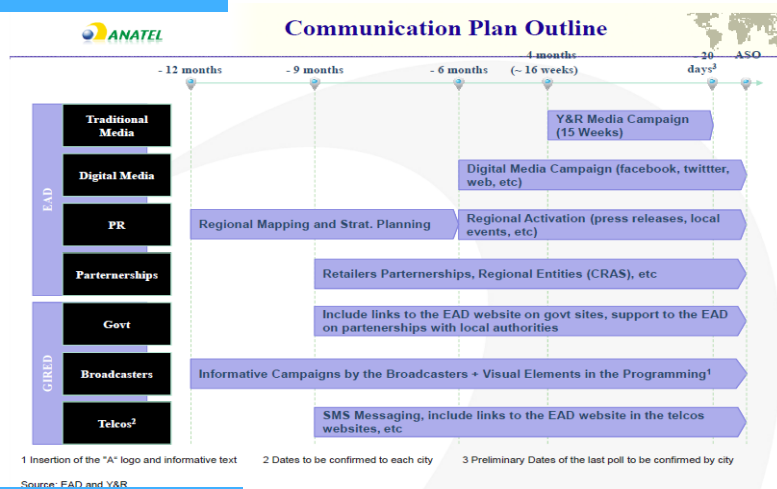 ANATEL
Communication Plan Outline
- 12 months
- 9 months
- 6 months
4 months
(~ 16 weeks)
- 20
days³
ASO
EAD
Traditional
Media
Y&R Media Campaign
(15 Weeks)
Digital Media
Digital Media Campaign (facebook, twittter,
web, etc)
PR
Regional Mapping and Strat. Planning
Regional Activation (press releases, local
events, etc)
Parternerships
Retailers Parternerships, Regional Entities (CRAS), etc
GIRED
Govt
Include links to the EAD website on govt sites, support to the EAD
on partenerships with local authorities
Broadcasters
Informative Campaigns by the Broadcasters + Visual Elements in the Programming¹
Telcos²
SMS Messaging, include links to the EAD website in the telcos
websites, etc
1 Insertion of the "A" logo and informative text
2 Dates to be confirmed to each city
3 Preliminary Dates of the last poll to be confirmed by city
Source: EAD and Y&R